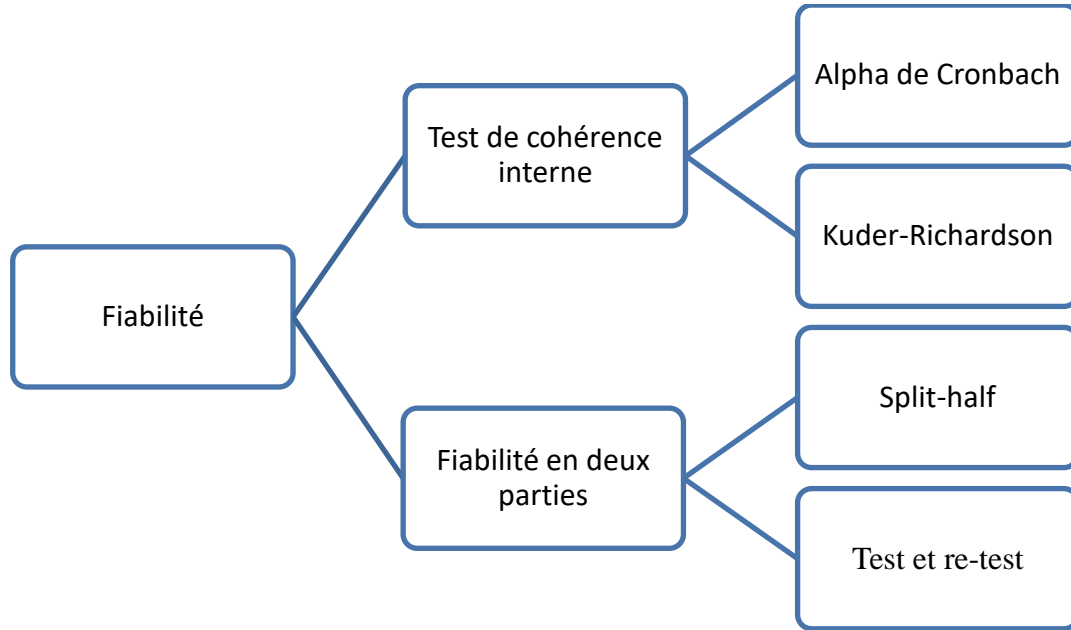 Fiabilité
Test de cohérence
interne
Alpha de Cronbach
Kuder-Richardson
Fiabilité en deux
parties
Split-half
Test et re-test